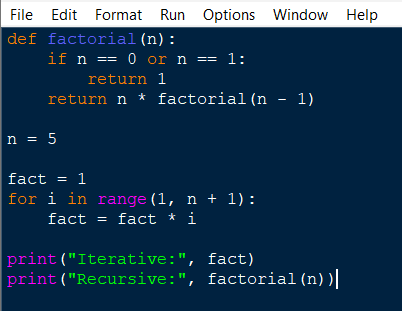 File Edit Format Run Options Window Help
def factorial(n):
    if n == 0 or n == 1:
        return 1
    return n * factorial(n - 1)

n = 5

fact = 1
for i in range(1, n + 1):
    fact = fact * i

print("Iterative:", fact)
print("Recursive:", factorial(n))